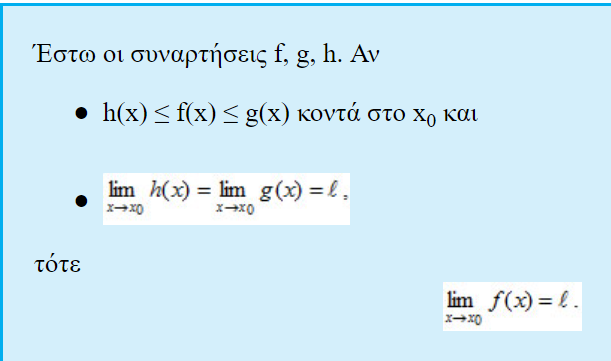 Έστω οι συναρτήσεις f, g, h. Αν
● h(x) ≤ f(x) ≤ g(x) κοντά στο x₀ και
● lim h(x) = lim g(x) = ℓ ,
x→x0 x→x0
τότε
lim f(x) = ℓ .
x→x0